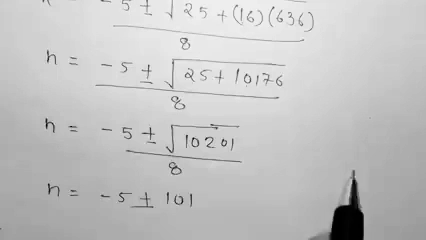 n = -5 ± √25 + (16)(636) / 8
n = -5 ± √25 + 10176 / 8
n = -5 ± √10201 / 8
n = -5 ± 101